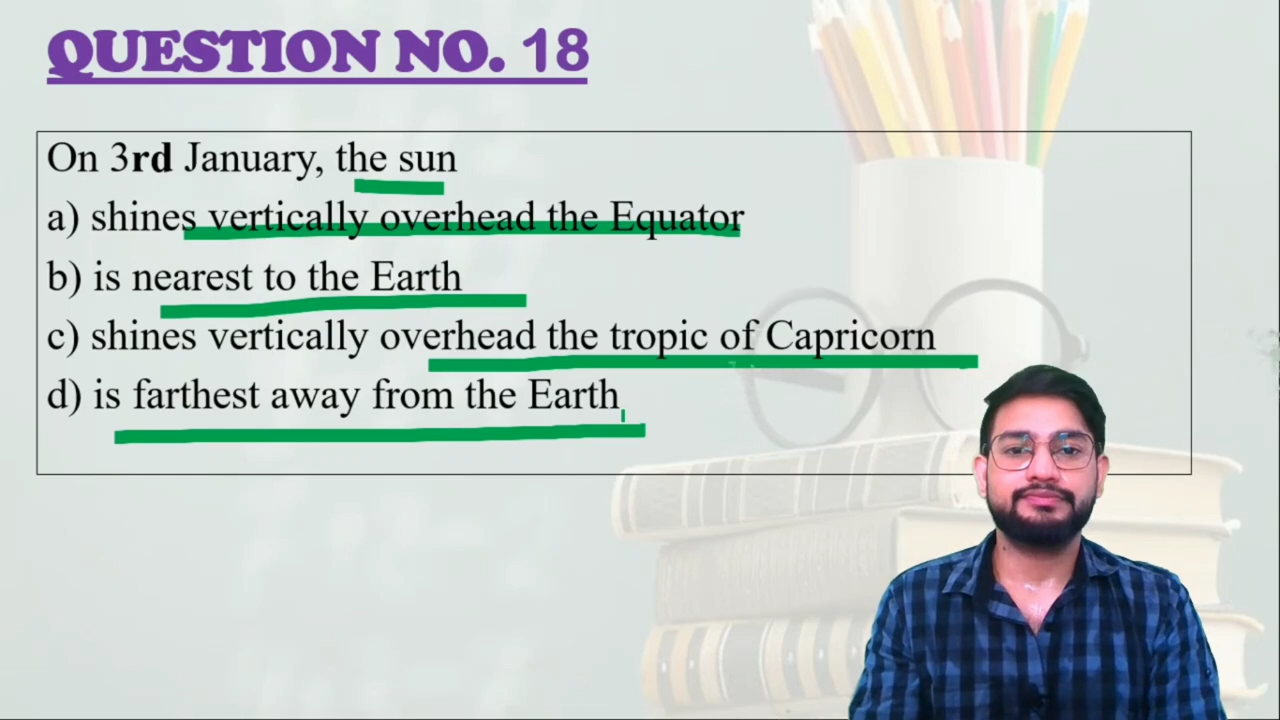 QUESTION NO. 18
On 3rd January, the sun
a) shines vertically overhead the Equator
b) is nearest to the Earth
c) shines vertically overhead the tropic of Capricorn
d) is farthest away from the Earth